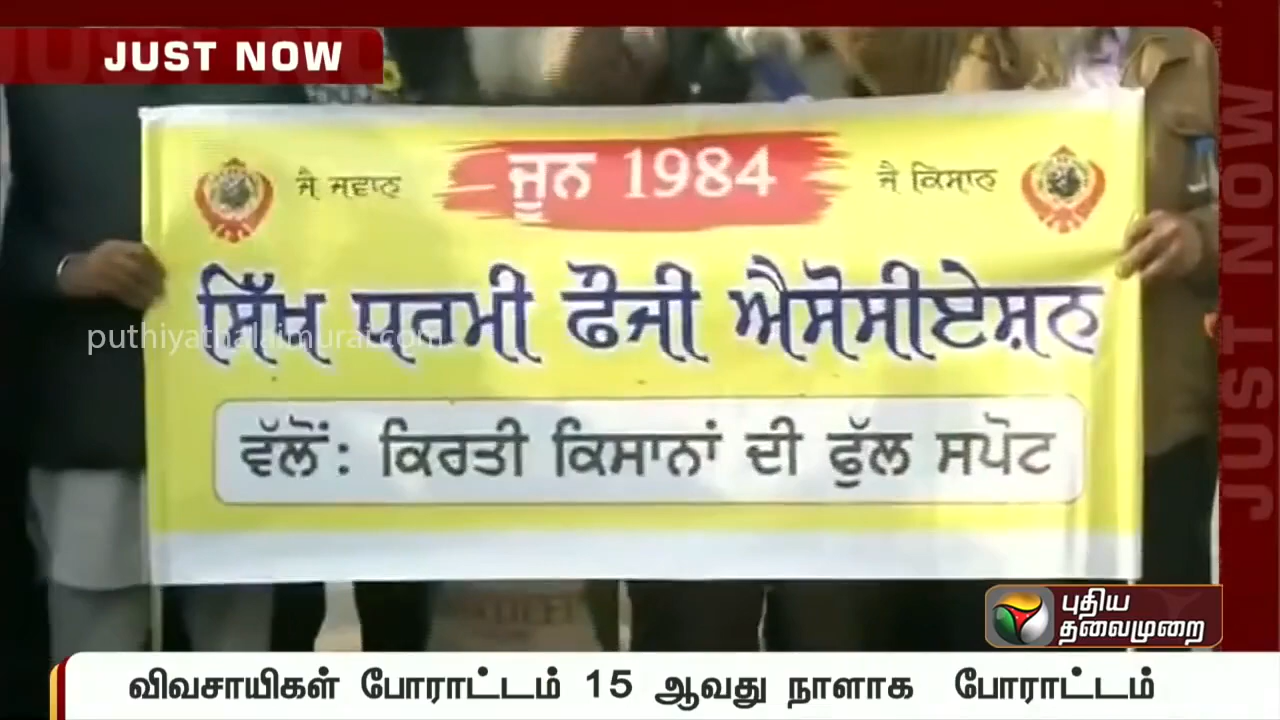 JUST NOW
ਜੂਨ 1984
ਜੈ ਜਵਾਨ
ਜੈ ਕਿਸਾਨ
ਸਿੱਖ ਧਰਮੀ ਫੌਜੀ ਐਸੋਸੀਏਸ਼ਨ
puthiyathalaimurai.com
ਵੱਲੋਂ: ਕਿਰਤੀ ਕਿਸਾਨਾਂ ਦੀ ਫੁੱਲ ਸਪੋਟ
JUST NOW
புதிய
தலைமுறை
விவசாயிகள் போராட்டம் 15 ஆவது நாளாக போராட்டம்